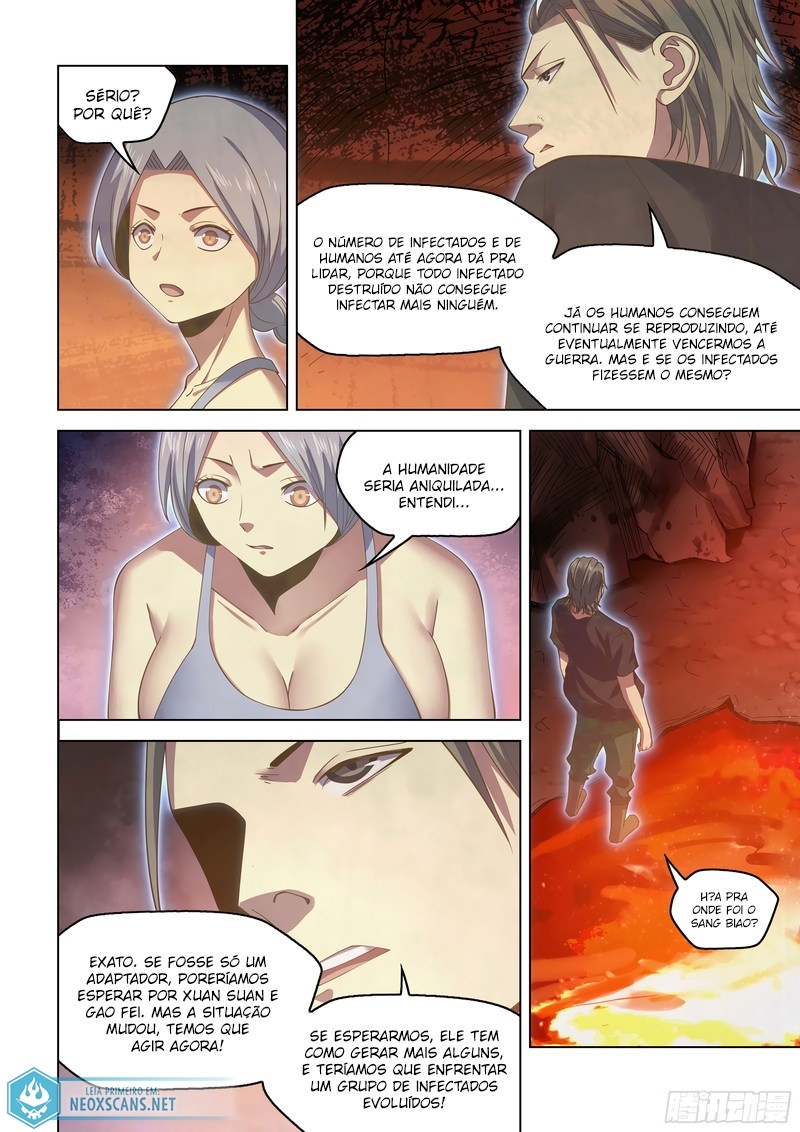 SÉRIO?
POR QUÊ?
O NÚMERO DE INFECTADOS E DE
HUMANOS ATÉ AGORA DÁ PRA
LIDAR, PORQUE TODO INFECTADO
DESTRUÍDO NÃO CONSEGUE
INFECTAR MAIS NINGUÉM.
JÁ OS HUMANOS CONSEGUEM
CONTINUAR SE REPRODUZINDO, ATÉ
EVENTUALMENTE VENCERMOS A
GUERRA. MAS E SE OS INFECTADOS
FIZESSEM O MESMO?
A HUMANIDADE
SERIA ANIQUILADA...
ENTENDI...
H?A PRA
ONDE FOI O
SANG BIAO?
EXATO. SE FOSSE SÓ UM
ADAPTADOR, PORERÍAMOS
ESPERAR POR XUAN SUAN E
GAO FEI. MAS A SITUAÇÃO
MUDOU, TEMOS QUE
AGIR AGORA!
SE ESPERARMOS, ELE TEM
COMO GERAR MAIS ALGUNS,
E TERÍAMOS QUE ENFRENTAR
UM GRUPO DE INFECTADOS
EVOLUÍDOS!
LEIA PRIMEIRO EM:
NEOXSCANS.NET
腾讯动漫